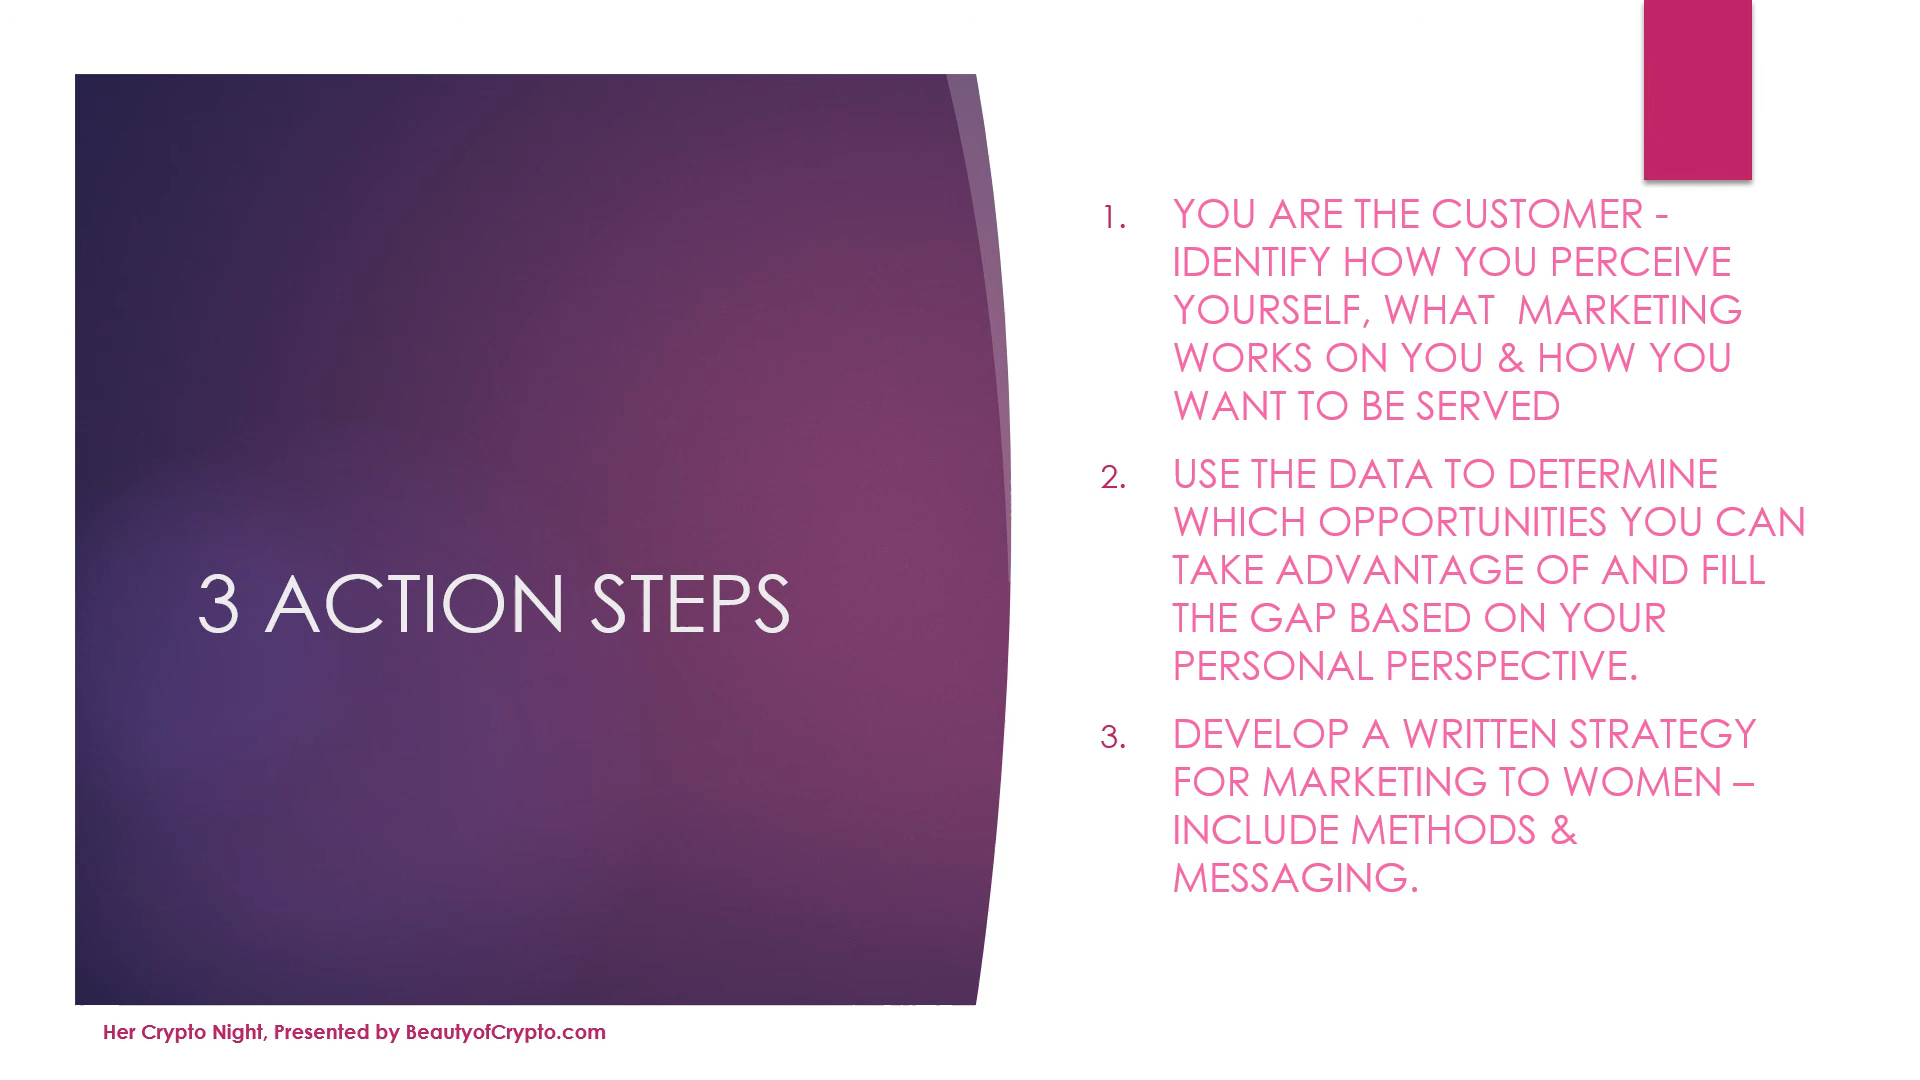 3 ACTION STEPS
1. YOU ARE THE CUSTOMER -
IDENTIFY HOW YOU PERCEIVE
YOURSELF, WHAT  MARKETING
WORKS ON YOU & HOW YOU
WANT TO BE SERVED
2. USE THE DATA TO DETERMINE
WHICH OPPORTUNITIES YOU CAN
TAKE ADVANTAGE OF AND FILL
THE GAP BASED ON YOUR
PERSONAL PERSPECTIVE.
3. DEVELOP A WRITTEN STRATEGY
FOR MARKETING TO WOMEN –
INCLUDE METHODS &
MESSAGING.
Her Crypto Night, Presented by BeautyofCrypto.com